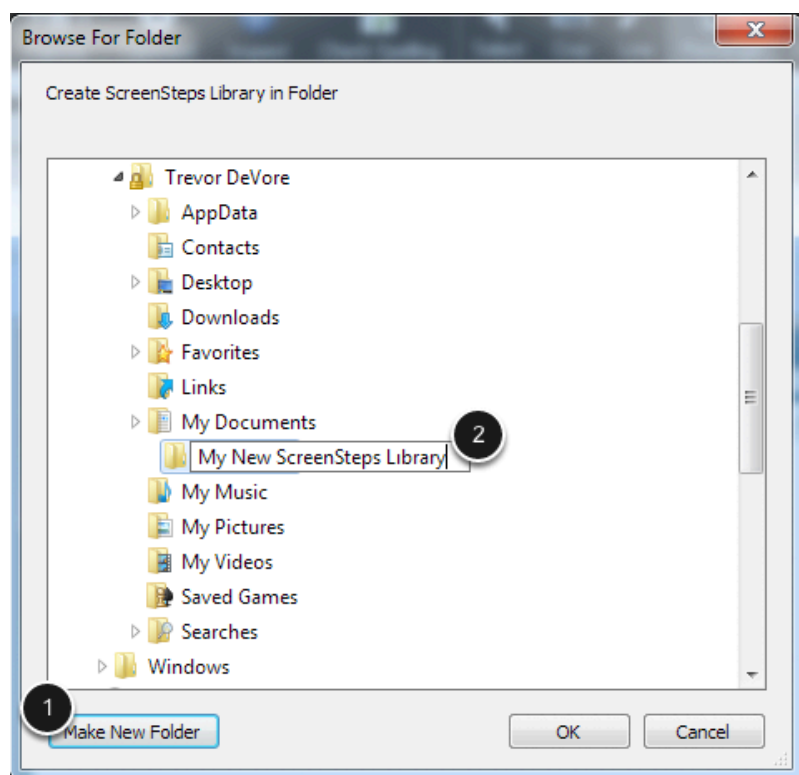 Browse For Folder
Create ScreenSteps Library in Folder
Trevor DeVore
AppData
Contacts
Desktop
Downloads
Favorites
Links
My Documents
My New ScreenSteps Library
2
My Music
My Pictures
My Videos
Saved Games
Searches
Windows
1
Make New Folder
OK
Cancel